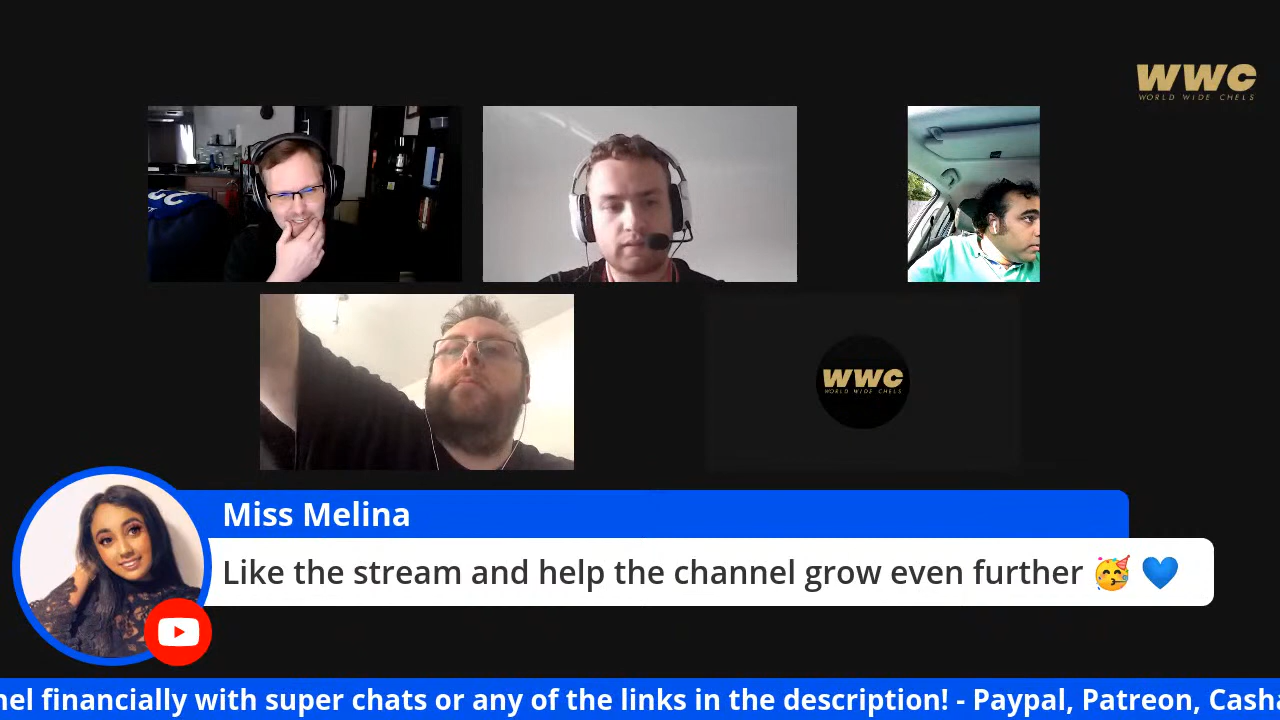 WWC
WORLD WIDE CHELS
WWC
WORLD WIDE CHELS
Miss Melina
Like the stream and help the channel grow even further 🥳 💙
nel financially with super chats or any of the links in the description! - Paypal, Patreon, Casha